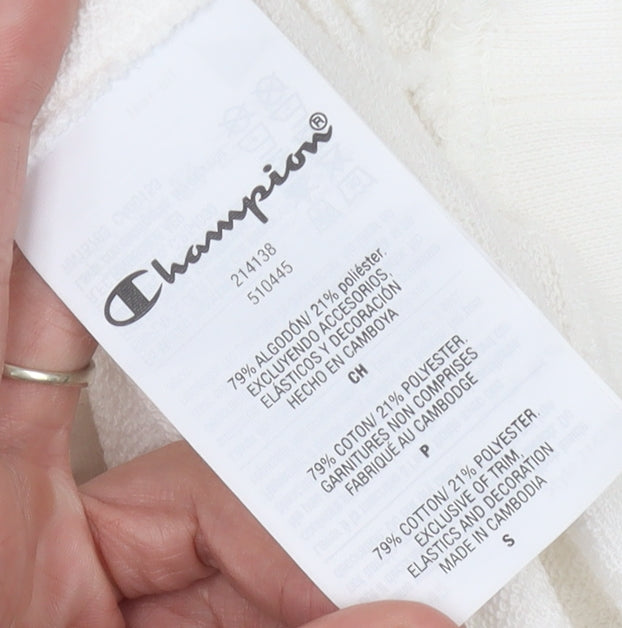 Champion®
214138
510445
79% ALGODÓN/ 21% poliéster.
EXCLUYENDO ACCESORIOS,
ELÁSTICOS Y DECORACIÓN
HECHO EN CAMBOYA
CH
79% COTON/ 21% POLYESTER.
GARNITURES NON COMPRISES
FABRIQUÉ AU CAMBODGE
P
79% COTTON/ 21% POLYESTER.
EXCLUSIVE OF TRIM,
ELASTICS AND DECORATION
MADE IN CAMBODIA
S